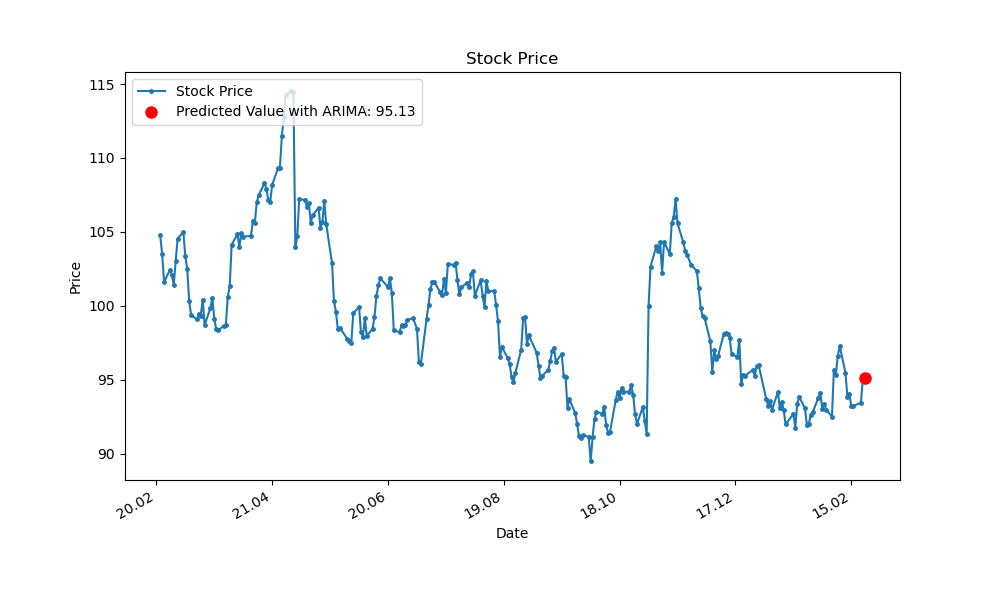 Stock Price
115
110
105
100
95
90
Price
Stock Price
Predicted Value with ARIMA: 95.13
20.02
21.04
20.06
19.08
18.10
17.12
15.02
Date